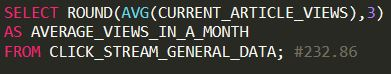 SELECT ROUND(AVG(CURRENT_ARTICLE_VIEWS),3)
AS AVERAGE_VIEWS_IN_A_MONTH
FROM CLICK_STREAM_GENERAL_DATA; #232.86